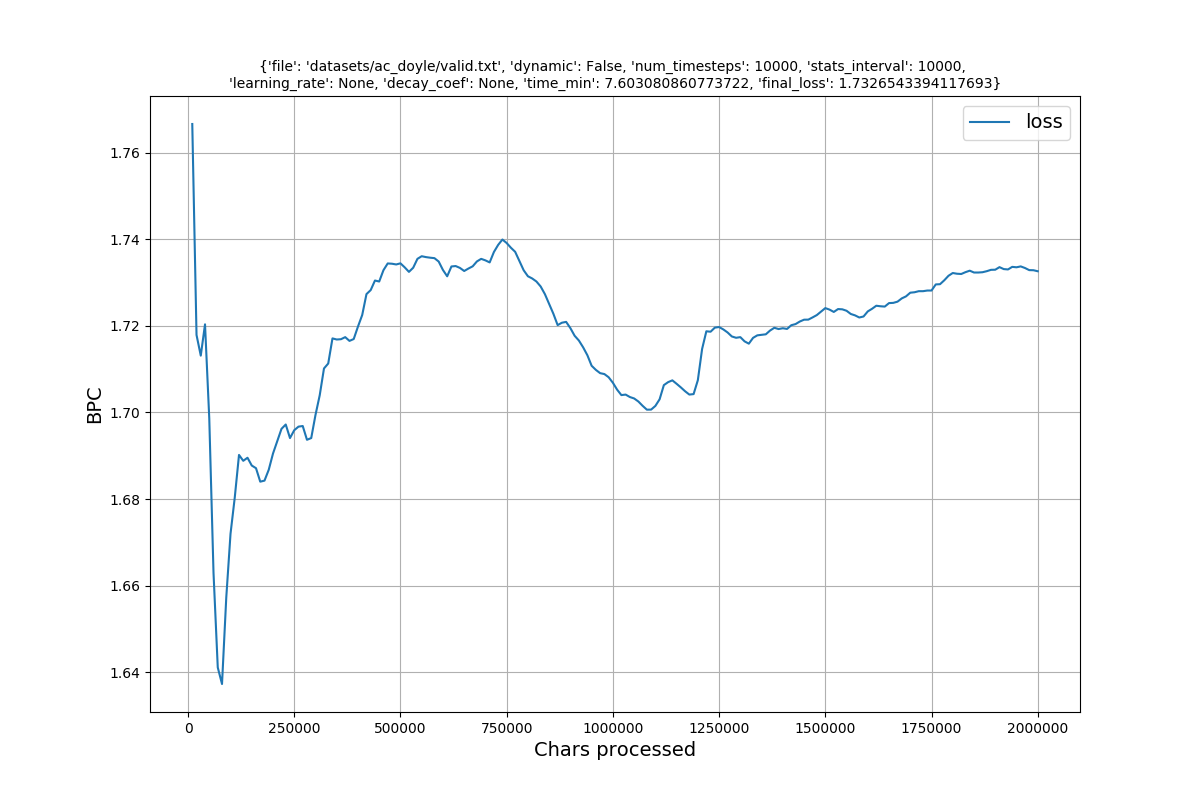 {'file': 'datasets/ac_doyle/valid.txt', 'dynamic': False, 'num_timesteps': 10000, 'stats_interval': 10000,
'learning_rate': None, 'decay_coef': None, 'time_min': 7.603080860773722, 'final_loss': 1.7326543394117693}
loss
1.76
1.74
1.72
1.70
1.68
1.66
1.64
BPC
0 250000 500000 750000 1000000 1250000 1500000 1750000 2000000
Chars processed